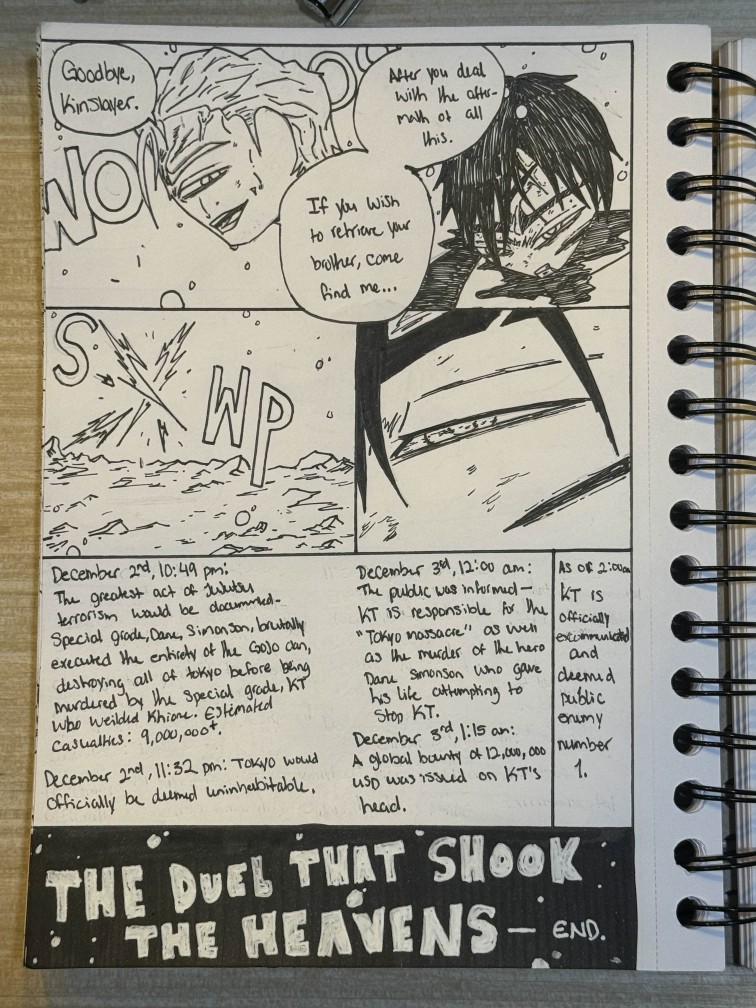 Goodbye,
Kinslayer.
After you deal
with the after-
math of all
this.
If you wish
to retrieve your
brother, come
find me...
S WP
December 2nd, 10:49 pm:
The greatest act of Jujutsu
terrorism would be documented-
Special grade, Dane, Simonson, brutally
executed the entirety of the Gojo clan,
destroying all of tokyo before being
murdered by the special grade, KT
who weilded Khione. Estimated
casualties: 9,000,000+.
December 2nd, 11:32 pm: Tokyo would
officially be deemed uninhabitable.
December 3rd, 12:00 am:
The public was informed—
KT is responsible for the
"Tokyo massacre" as well
as the murder of the hero
Dane Simonson who gave
his life attempting to
stop KT.
December 3rd, 1:15 am:
A global bounty of 12,000,000
USD was issued on KT's
head.
As of 2:00am
KT is
officially
excommunicated
and
deemed
public
enemy
number
1.
THE DUEL THAT SHOOK
THE HEAVENS — END.